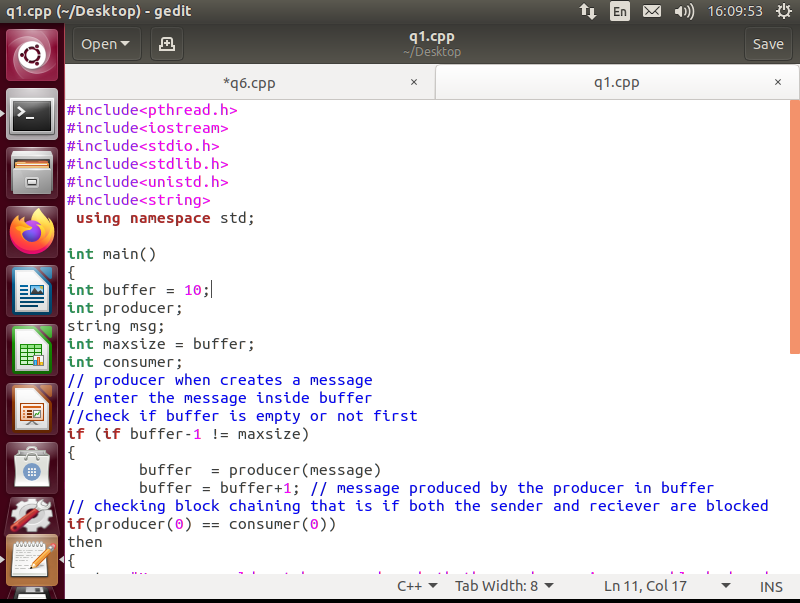 q1.cpp (~/Desktop) - gedit
En
16:09:53
Open
q1.cpp
~/Desktop
Save
*q6.cpp ×
q1.cpp ×
#include<pthread.h>
#include<iostream>
#include<stdio.h>
#include<stdlib.h>
#include<unistd.h>
#include<string>
using namespace std;
int main()
{
int buffer = 10;
int producer;
string msg;
int maxsize = buffer;
int consumer;
// producer when creates a message
// enter the message inside buffer
//check if buffer is empty or not first
if (if buffer-1 != maxsize)
{
buffer  = producer(message)
buffer = buffer+1; // message produced by the producer in buffer
// checking block chaining that is if both the sender and reciever are blocked
if(producer(0) == consumer(0))
then
{
C++
Tab Width: 8
Ln 11, Col 17
INS